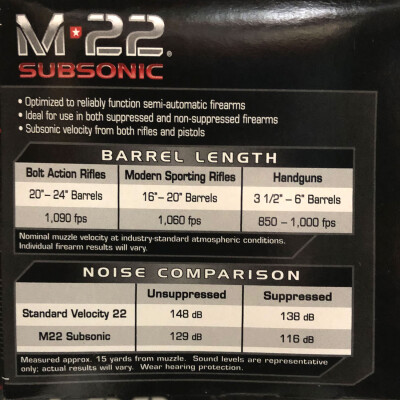 M★22®
SUBSONIC
• Optimized to reliably function semi-automatic firearms
• Ideal for use in both suppressed and non-suppressed firearms
• Subsonic velocity from both rifles and pistols
BARREL LENGTH
Bolt Action Rifles Modern Sporting Rifles Handguns
20"– 24" Barrels 16"– 20" Barrels 3 1/2" – 6" Barrels
1,090 fps 1,060 fps 850 – 1,000 fps
Nominal muzzle velocity at industry-standard atmospheric conditions.
Individual firearm results will vary.
NOISE COMPARISON
Unsuppressed Suppressed
Standard Velocity 22 148 dB 138 dB
M22 Subsonic 129 dB 116 dB
Measured approx. 15 yards from muzzle. Sound levels are representative
only; actual results will vary. Wear hearing protection.